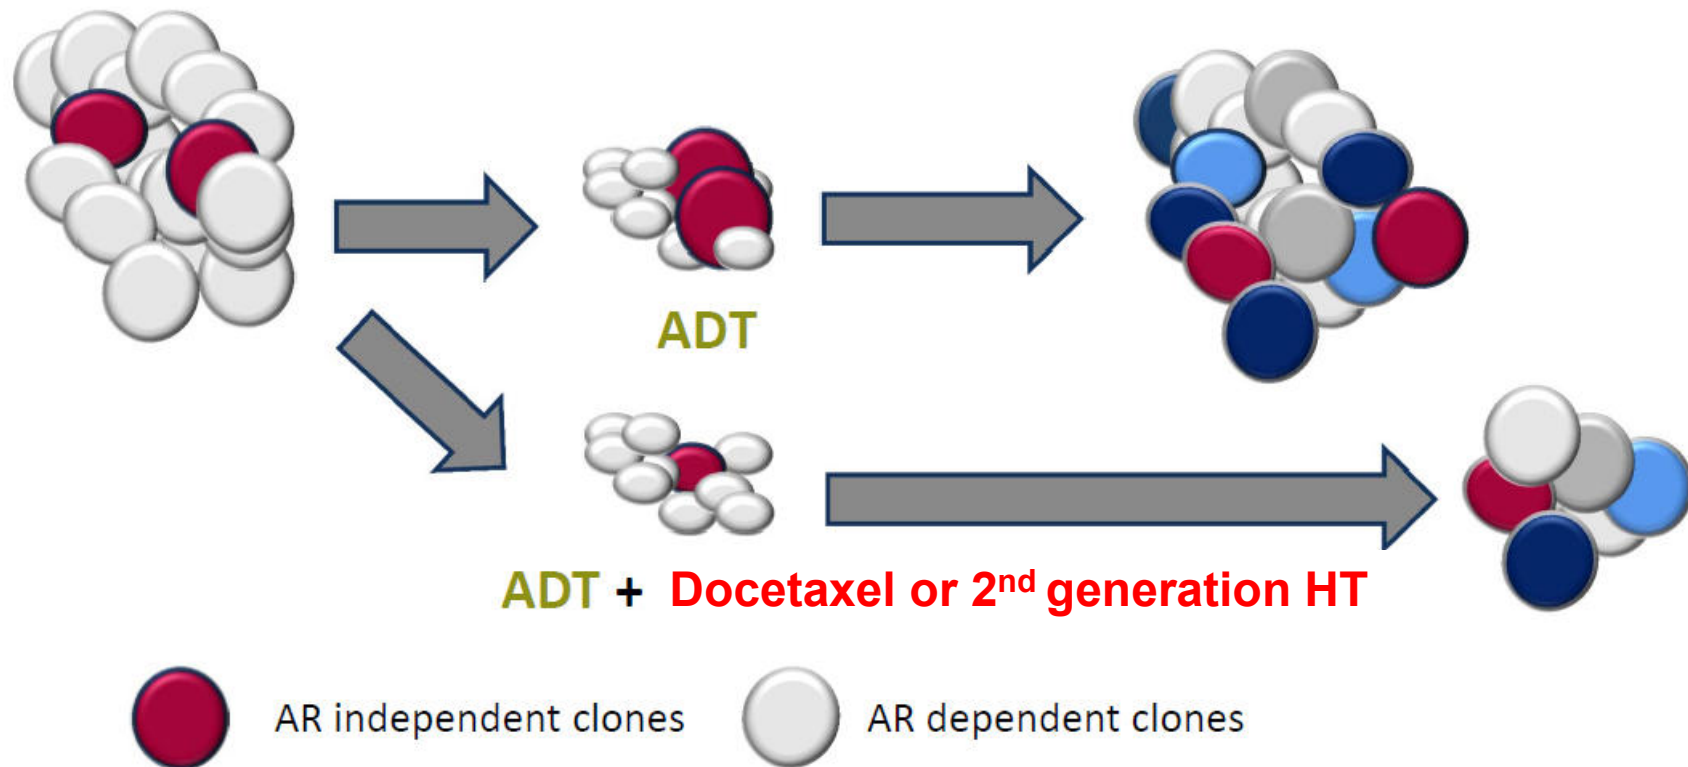 ADT
ADT + Docetaxel or 2nd generation HT
AR independent clones
AR dependent clones